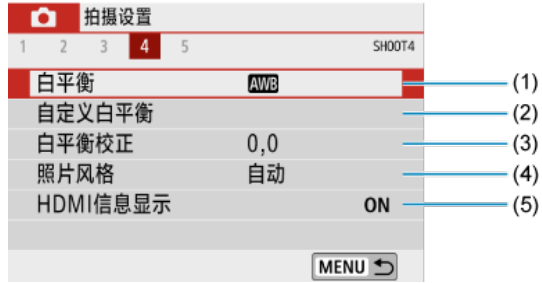 拍摄设置
1 2 3 4 5 SHOOT4
白平衡 AWB (1)
自定义白平衡 (2)
白平衡校正 0,0 (3)
照片风格 自动 (4)
HDMI信息显示 ON (5)
MENU